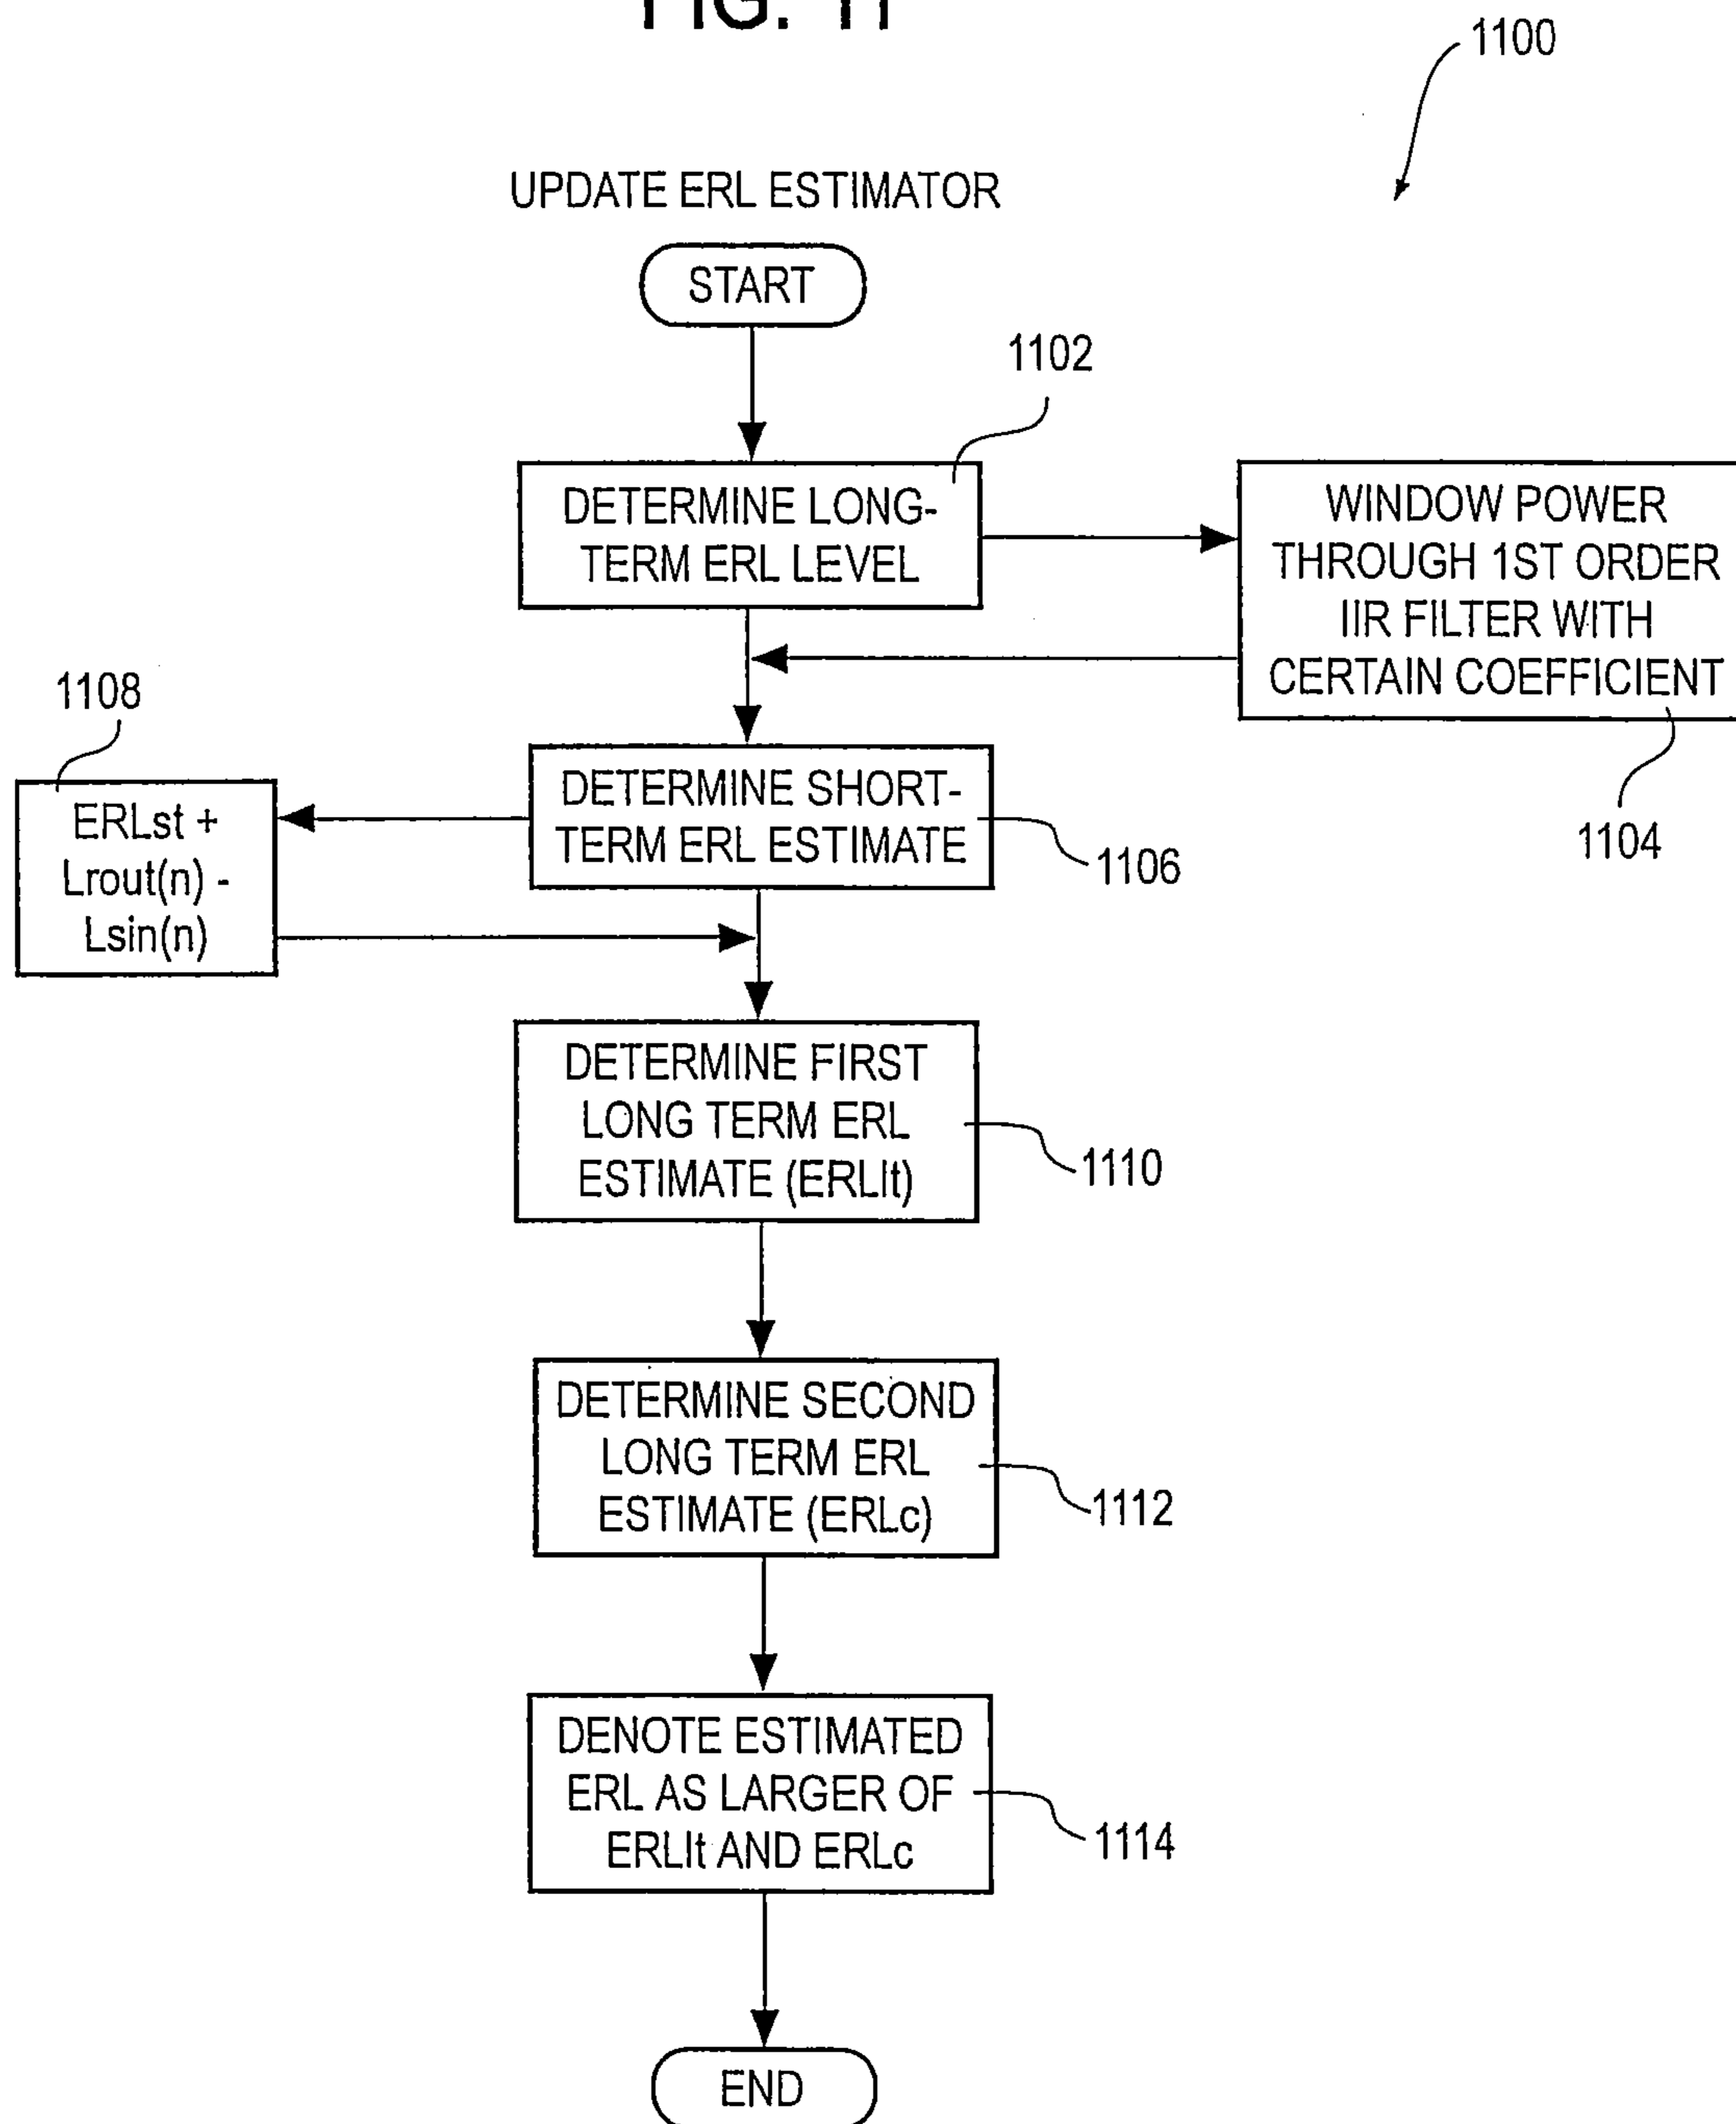 FIG. 11
1100
UPDATE ERL ESTIMATOR
START
1102
DETERMINE LONG-
TERM ERL LEVEL
WINDOW POWER
THROUGH 1ST ORDER
IIR FILTER WITH
CERTAIN COEFFICIENT
1104
1108
ERLst +
Lrout(n) -
Lsin(n)
DETERMINE SHORT-
TERM ERL ESTIMATE
1106
DETERMINE FIRST
LONG TERM ERL
ESTIMATE (ERLlt)
1110
DETERMINE SECOND
LONG TERM ERL
ESTIMATE (ERLc)
1112
DENOTE ESTIMATED
ERL AS LARGER OF
ERLlt AND ERLc
1114
END